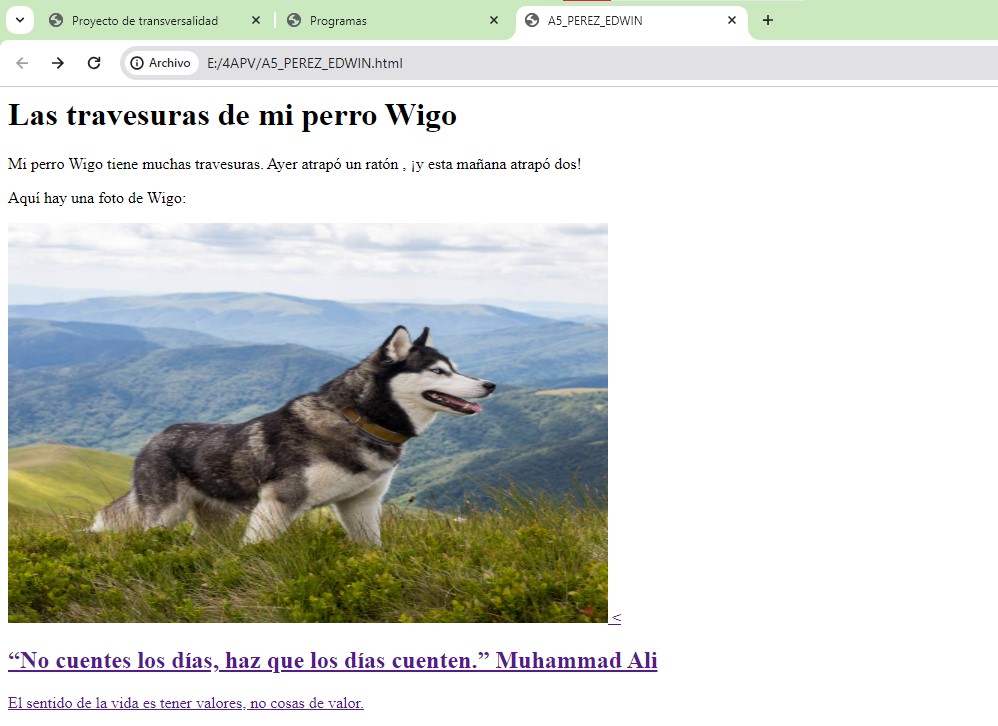 Proyecto de transversalidad
Programas
A5_PEREZ_EDWIN
Archivo E:/4APV/A5_PEREZ_EDWIN.html
Las travesuras de mi perro Wigo
Mi perro Wigo tiene muchas travesuras. Ayer atrapó un ratón , ¡y esta mañana atrapó dos!
Aquí hay una foto de Wigo:
<
“No cuentes los días, haz que los días cuenten.” Muhammad Ali
El sentido de la vida es tener valores, no cosas de valor.